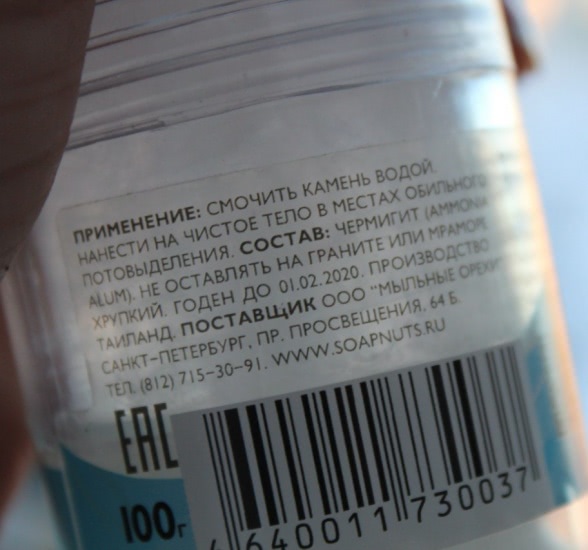 ПРИМЕНЕНИЕ: СМОЧИТЬ КАМЕНЬ ВОДОЙ.
НАНЕСТИ НА ЧИСТОЕ ТЕЛО В МЕСТАХ ОБИЛЬНОГО
ПОТОВЫДЕЛЕНИЯ. СОСТАВ: ЧЕРМИГИТ (AMMONIA
ALUM). НЕ ОСТАВЛЯТЬ НА ГРАНИТЕ ИЛИ МРАМОРЕ.
ХРУПКИЙ. ГОДЕН ДО 01.02.2020. ПРОИЗВОДСТВО
ТАИЛАНД. ПОСТАВЩИК ООО "МЫЛЬНЫЕ ОРЕХИ"
САНКТ-ПЕТЕРБУРГ, ПР. ПРОСВЕЩЕНИЯ, 64 Б.
ТЕЛ. (812) 715-30-91. WWW.SOAPNUTS.RU
EAC
100г
4640011730037